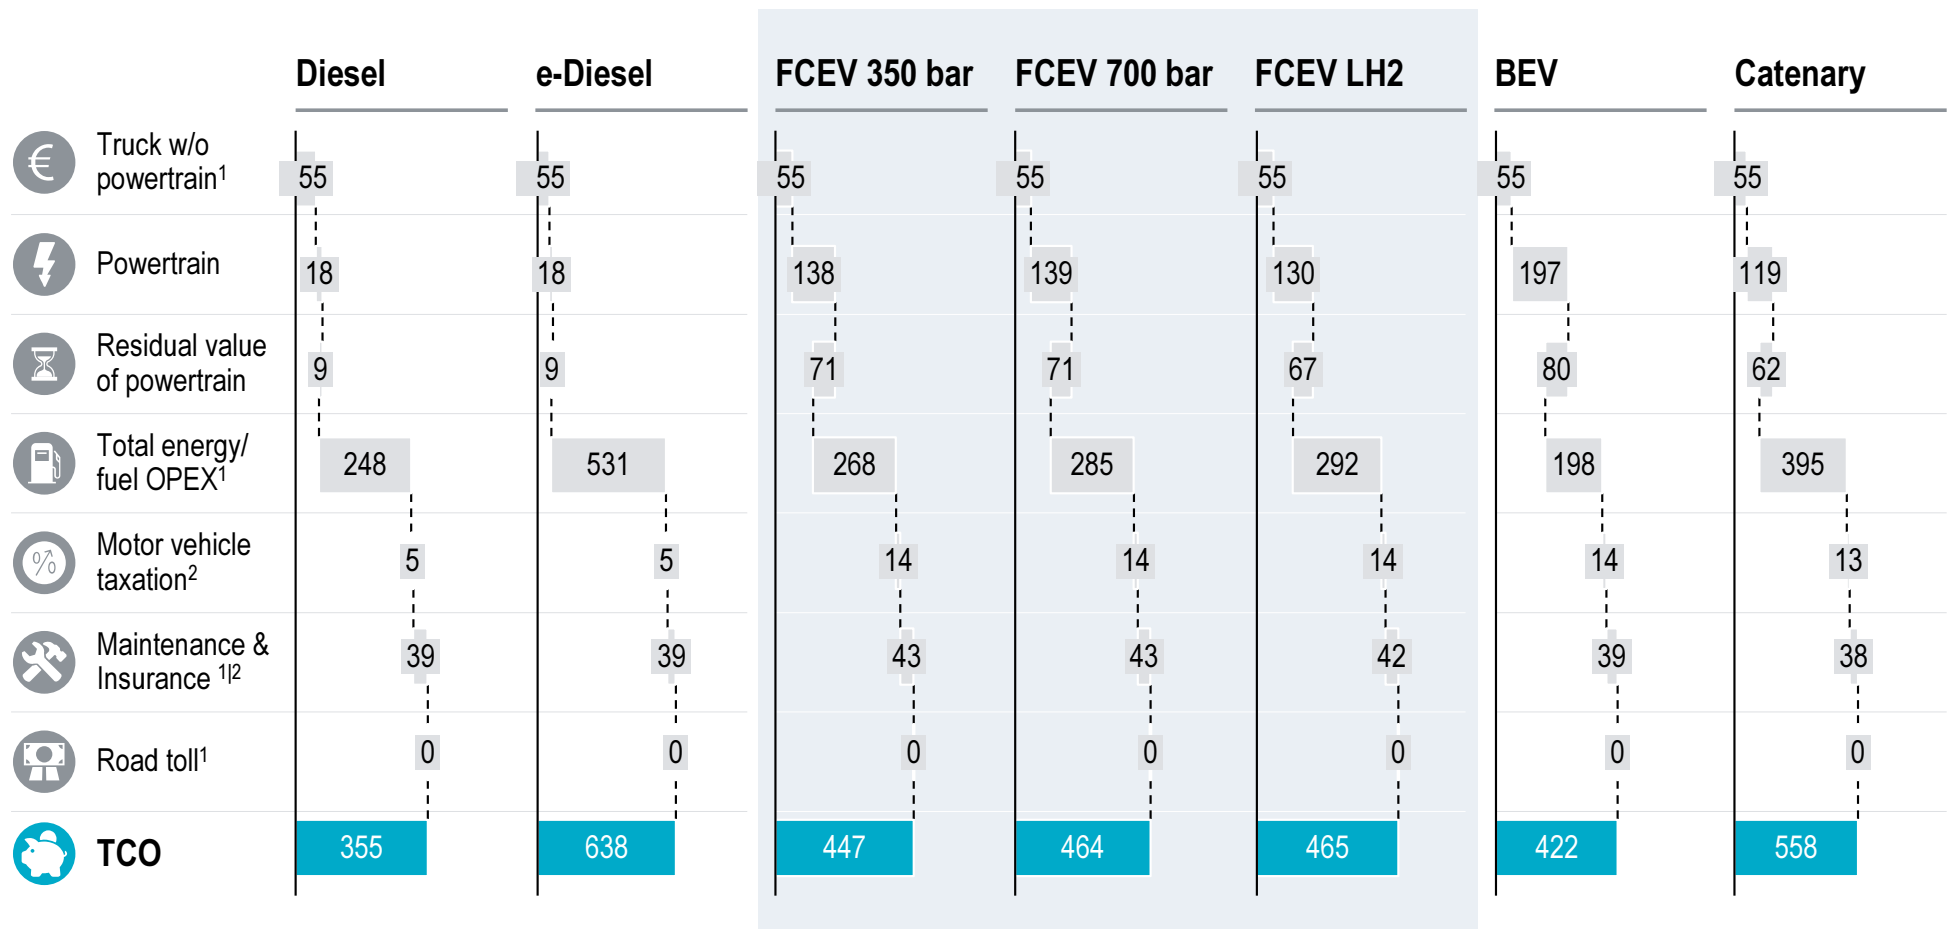 Diesel e-Diesel FCEV 350 bar FCEV 700 bar FCEV LH2 BEV Catenary
€ Truck w/o
powertrain¹ 55 55 55 55 55 55 55
Powertrain 18 18 138 139 130 197 119
Residual value
of powertrain 9 9 71 71 67 80 62
Total energy/
fuel OPEX¹ 248 531 268 285 292 198 395
% Motor vehicle
taxation² 5 5 14 14 14 14 13
Maintenance &
Insurance ¹|² 39 39 43 43 42 39 38
Road toll¹ 0 0 0 0 0 0 0
TCO 355 638 447 464 465 422 558